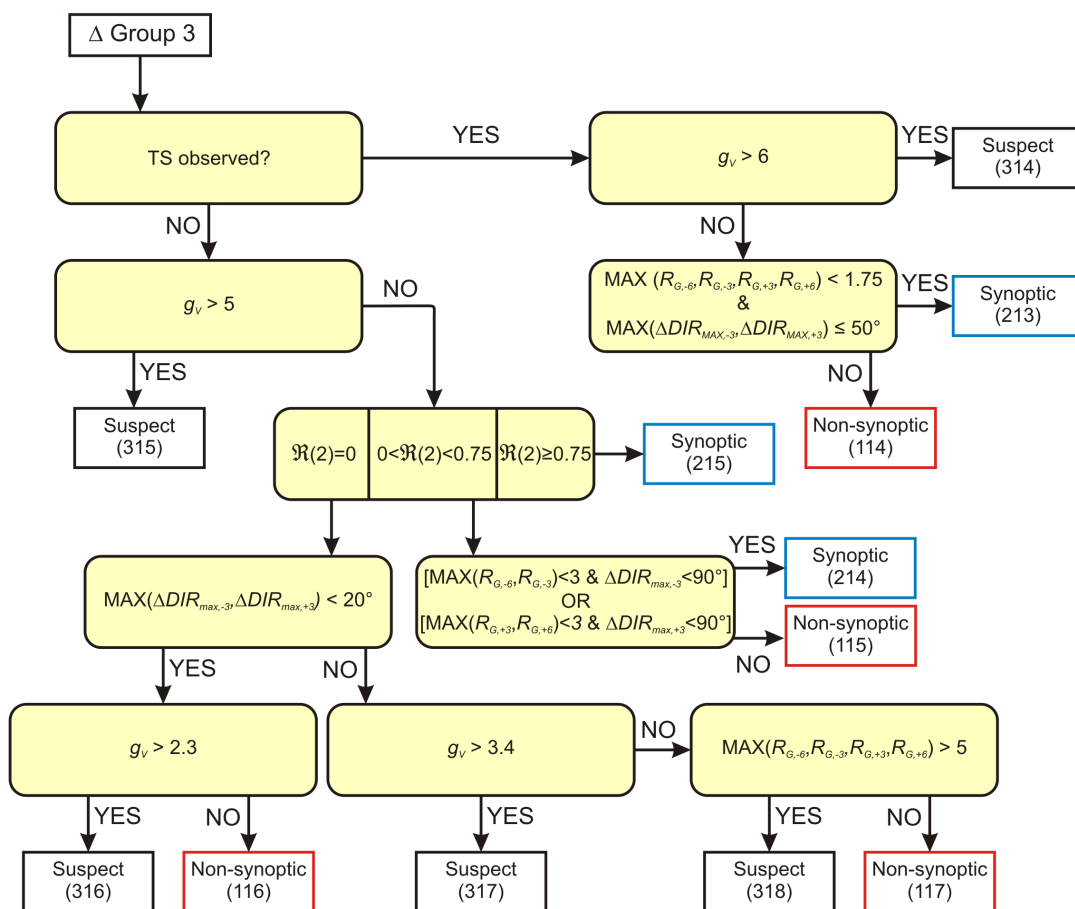 Δ Group 3
TS observed?
YES
g_V > 6
YES
Suspect
(314)
NO
NO
g_V > 5
NO
MAX (R_G,-6,R_G,-3,R_G,+3,R_G,+6) < 1.75
&
MAX(ΔDIR_MAX,-3,ΔDIR_MAX,+3) ≤ 50°
YES
Synoptic
(213)
YES
NO
Suspect
(315)
Non-synoptic
(114)
ℜ(2)=0
0<ℜ(2)<0.75
ℜ(2)≥0.75
Synoptic
(215)
MAX(ΔDIR_max,-3,ΔDIR_max,+3) < 20°
[MAX(R_G,-6,R_G,-3)<3 & ΔDIR_max,-3<90°]
OR
[MAX(R_G,+3,R_G,+6)<3 & ΔDIR_max,+3<90°]
YES
Synoptic
(214)
NO
Non-synoptic
(115)
YES
NO
g_V > 2.3
g_V > 3.4
NO
MAX(R_G,-6,R_G,-3,R_G,+3,R_G,+6) > 5
YES
NO
YES
YES
NO
Suspect
(316)
Non-synoptic
(116)
Suspect
(317)
Suspect
(318)
Non-synoptic
(117)